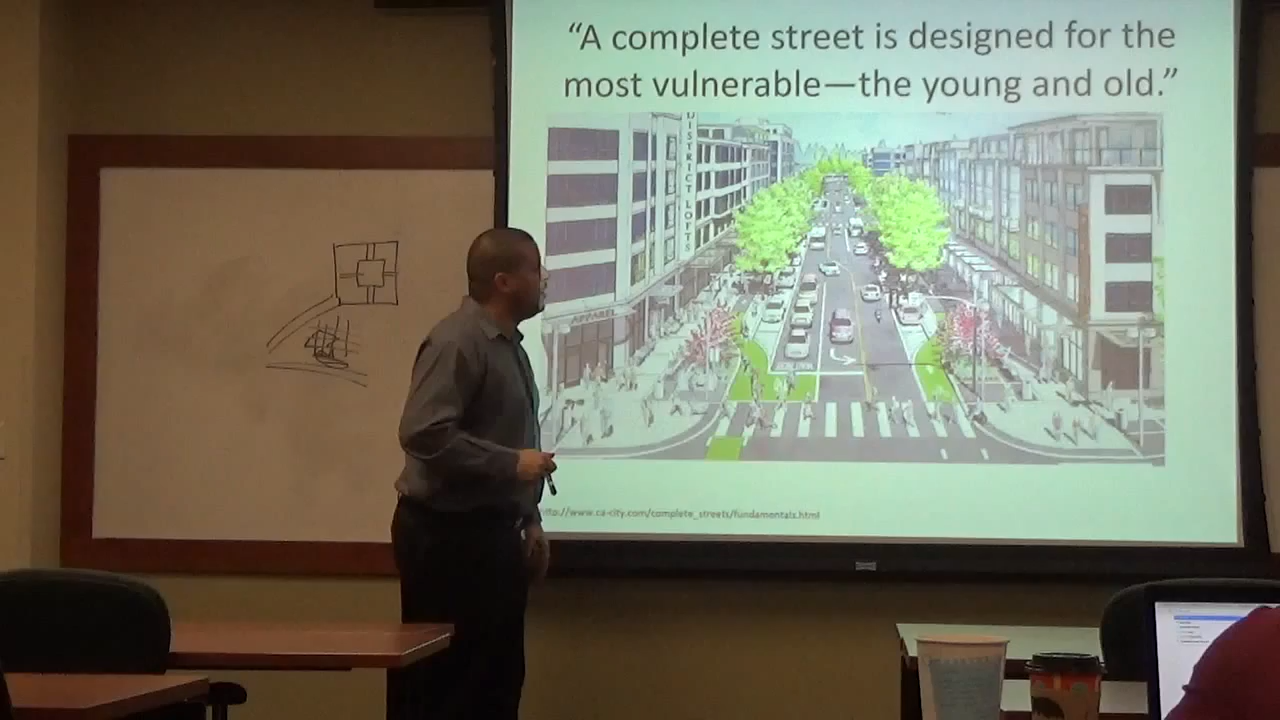 “A complete street is designed for the
most vulnerable—the young and old.”
DISTRICT LOFTS
APPAREL
http://www.ca-city.com/complete_streets/fundamentals.html